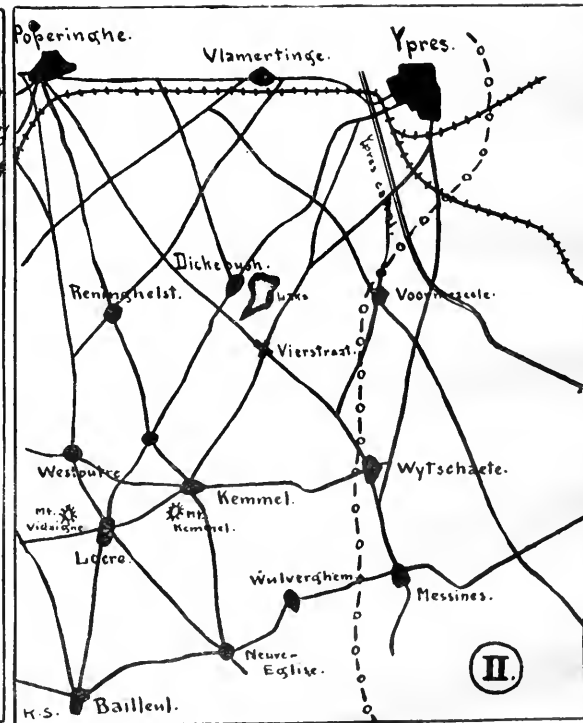 Poperinghe.
Vlamertinge.
Ypres.
Ypres
Dickebush.
Reninghelst.
Voormezeele.
Vierstraat.
Westoutre
Wytschaete.
Kemmel.
Mt.
Vidaigne
Mt.
Kemmel.
Locre.
Wulverghem.
Messines.
Neuve-
Eglise.
II.
K.S.
Bailleul.